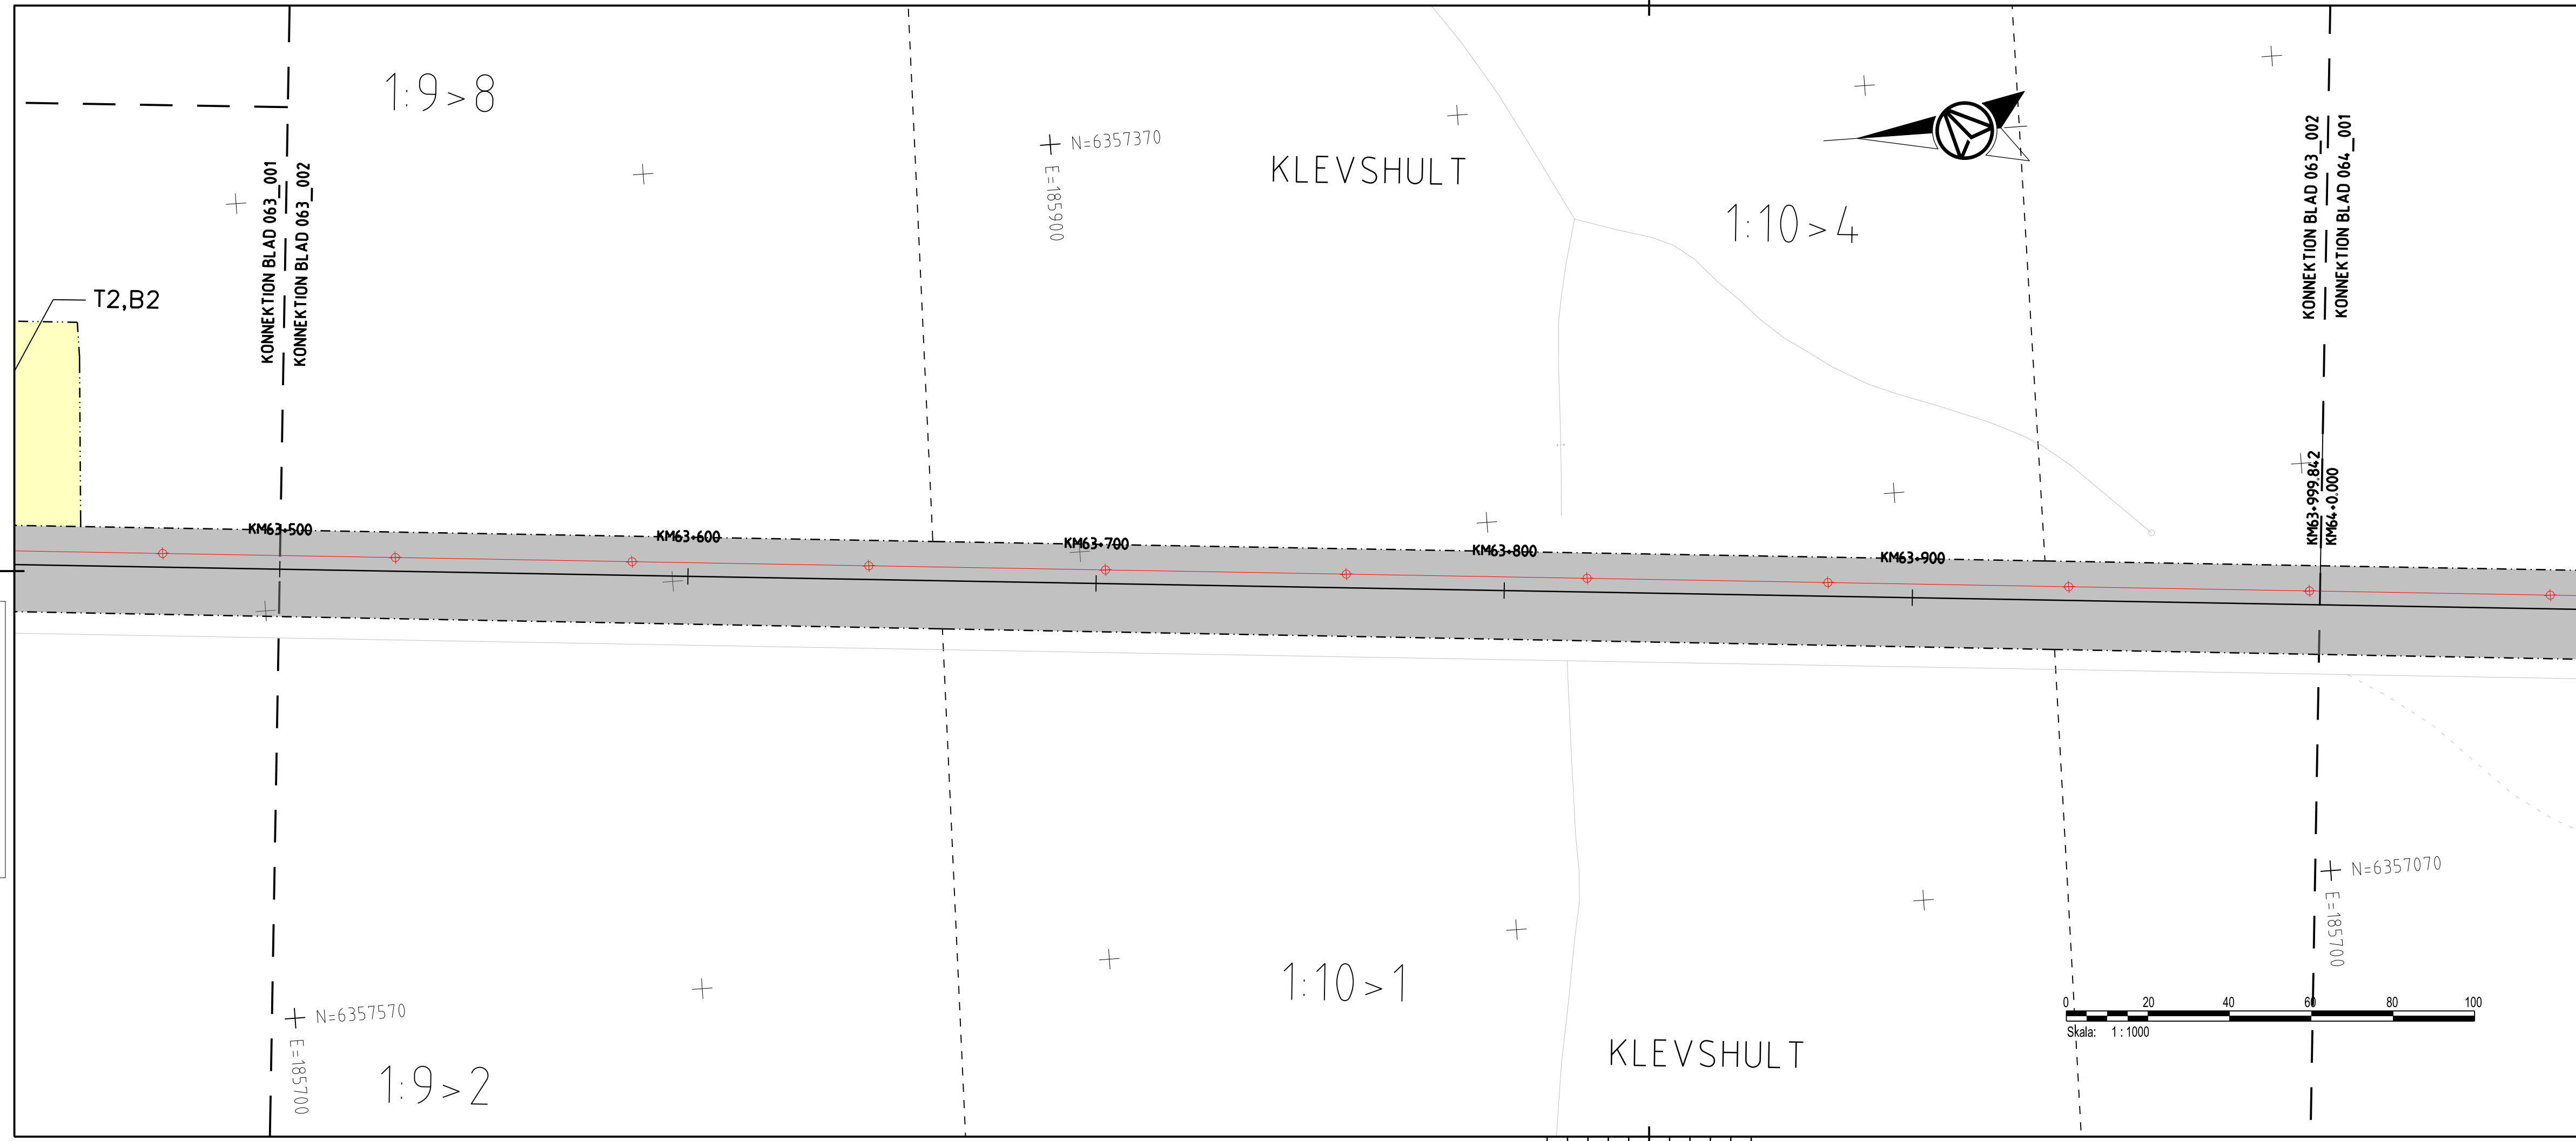 1:9>8
KONNEKTION BLAD 063_001
KONNEKTION BLAD 063_002
N=6357370
E=185900
KLEVSHULT
1:10>4
KONNEKTION BLAD 063_002
KONNEKTION BLAD 064_001
T2,B2
KM63+999.842
KM64+0.000
KM63+500
KM63+600
KM63+700
KM63+800
KM63+900
N=6357070
E=185700
1:10>1
N=6357570
E=185700
0 20 40 60 80 100
Skala: 1 : 1000
KLEVSHULT
1:9>2